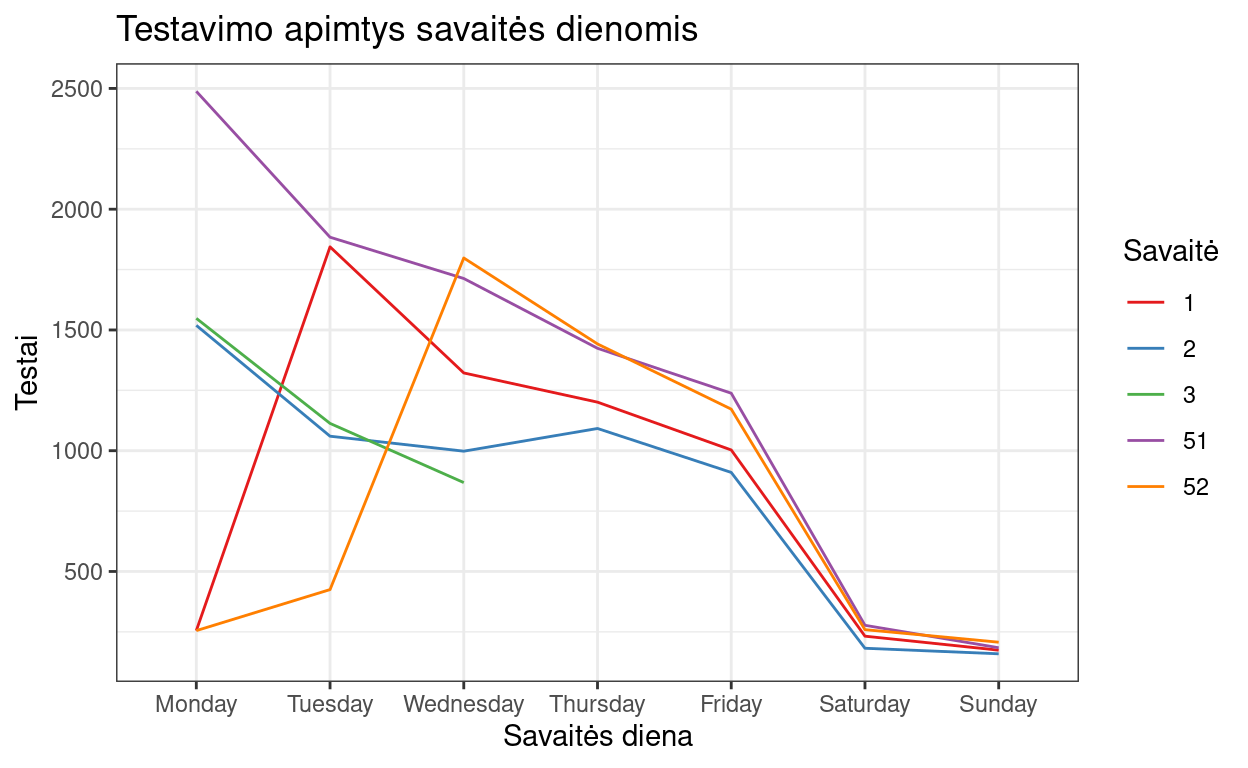 Testavimo apimtys savaitės dienomis
2500
2000
1500
1000
500
Testai
Monday Tuesday Wednesday Thursday Friday Saturday Sunday
Savaitės diena
Savaitė
1
2
3
51
52